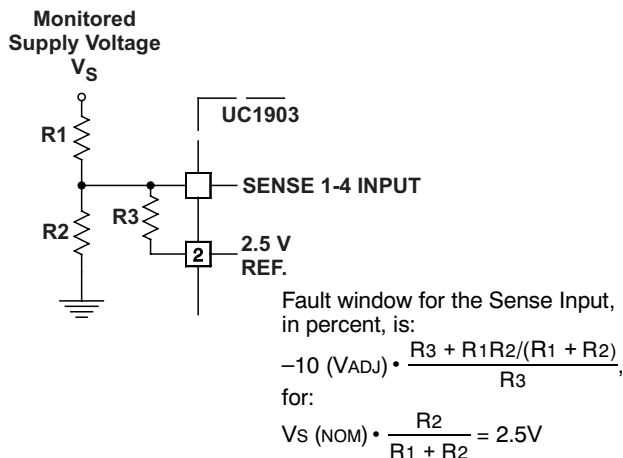 Monitored
Supply Voltage
VS
UC1903
R1
SENSE 1-4 INPUT
R2
R3
2
2.5 V
REF.
Fault window for the Sense Input,
in percent, is:
–10 (VADJ) • R3 + R1R2/(R1 + R2)
R3 ,
for:
VS (NOM) • R2
R1 + R2 = 2.5V